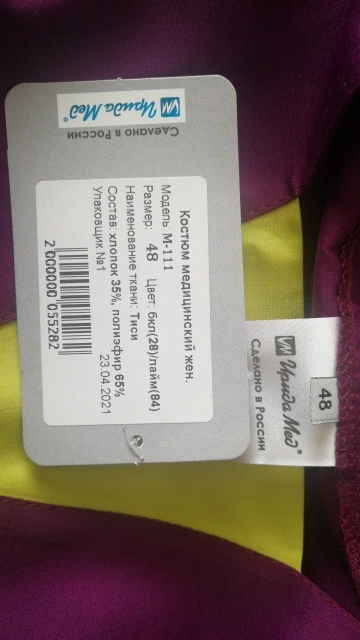 Ирида Мед®
Сделано в России
Костюм медицинский жен.
Модель М-111
Размер: 48 Цвет: 6кл(28)/лайм(84)
Наименование ткани: Тиси
Состав: хлопок 35%, полиэфир 65%
Упаковщик №1 23.04.2021
2 000000 055282
48
Ирида Мед®
Сделано в России